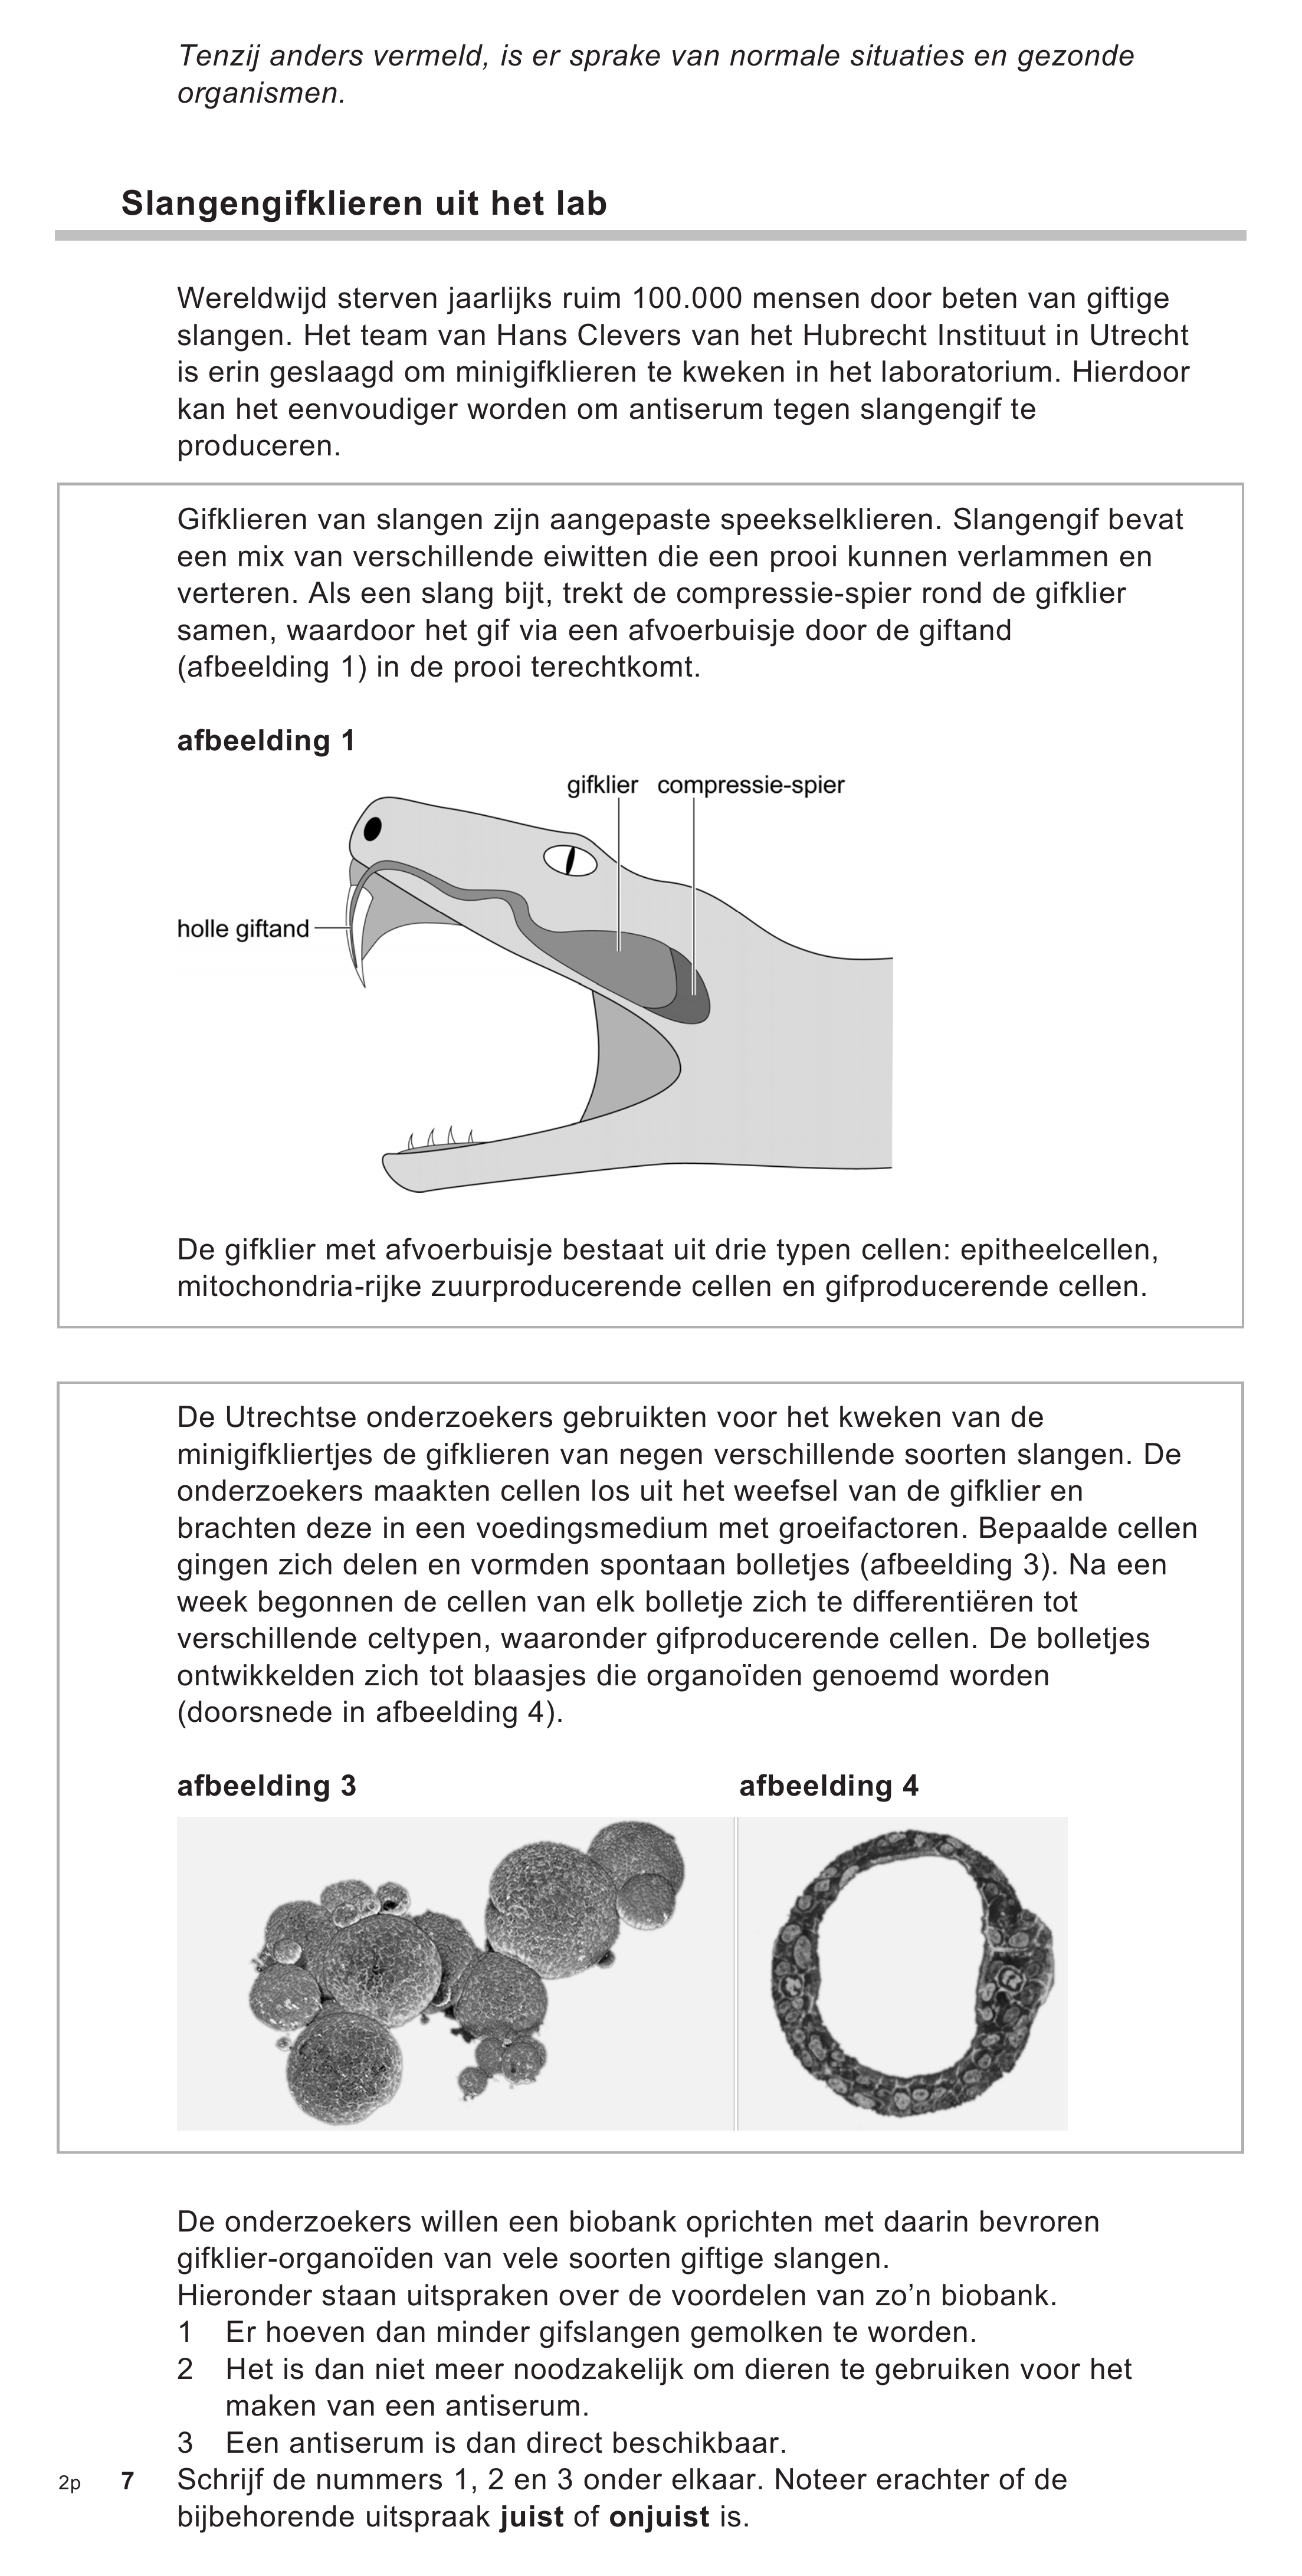 Tenzij anders vermeld, is er sprake van normale situaties en gezonde
organismen.
Slangengifklieren uit het lab
Wereldwijd sterven jaarlijks ruim 100.000 mensen door beten van giftige
slangen. Het team van Hans Clevers van het Hubrecht Instituut in Utrecht
is erin geslaagd om minigifklieren te kweken in het laboratorium. Hierdoor
kan het eenvoudiger worden om antiserum tegen slangengif te
produceren.
Gifklieren van slangen zijn aangepaste speekselklieren. Slangengif bevat
een mix van verschillende eiwitten die een prooi kunnen verlammen en
verteren. Als een slang bijt, trekt de compressie-spier rond de gifklier
samen, waardoor het gif via een afvoerbuisje door de giftand
(afbeelding 1) in de prooi terechtkomt.
afbeelding 1
gifklier compressie-spier
holle giftand
De gifklier met afvoerbuisje bestaat uit drie typen cellen: epitheelcellen,
mitochondria-rijke zuurproducerende cellen en gifproducerende cellen.
De Utrechtse onderzoekers gebruikten voor het kweken van de
minigifkliertjes de gifklieren van negen verschillende soorten slangen. De
onderzoekers maakten cellen los uit het weefsel van de gifklier en
brachten deze in een voedingsmedium met groeifactoren. Bepaalde cellen
gingen zich delen en vormden spontaan bolletjes (afbeelding 3). Na een
week begonnen de cellen van elk bolletje zich te differentiëren tot
verschillende celtypen, waaronder gifproducerende cellen. De bolletjes
ontwikkelden zich tot blaasjes die organoïden genoemd worden
(doorsnede in afbeelding 4).
afbeelding 3 afbeelding 4
De onderzoekers willen een biobank oprichten met daarin bevroren
gifklier-organoïden van vele soorten giftige slangen.
Hieronder staan uitspraken over de voordelen van zo’n biobank.
1 Er hoeven dan minder gifslangen gemolken te worden.
2 Het is dan niet meer noodzakelijk om dieren te gebruiken voor het
maken van een antiserum.
3 Een antiserum is dan direct beschikbaar.
2p 7 Schrijf de nummers 1, 2 en 3 onder elkaar. Noteer erachter of de
bijbehorende uitspraak juist of onjuist is.